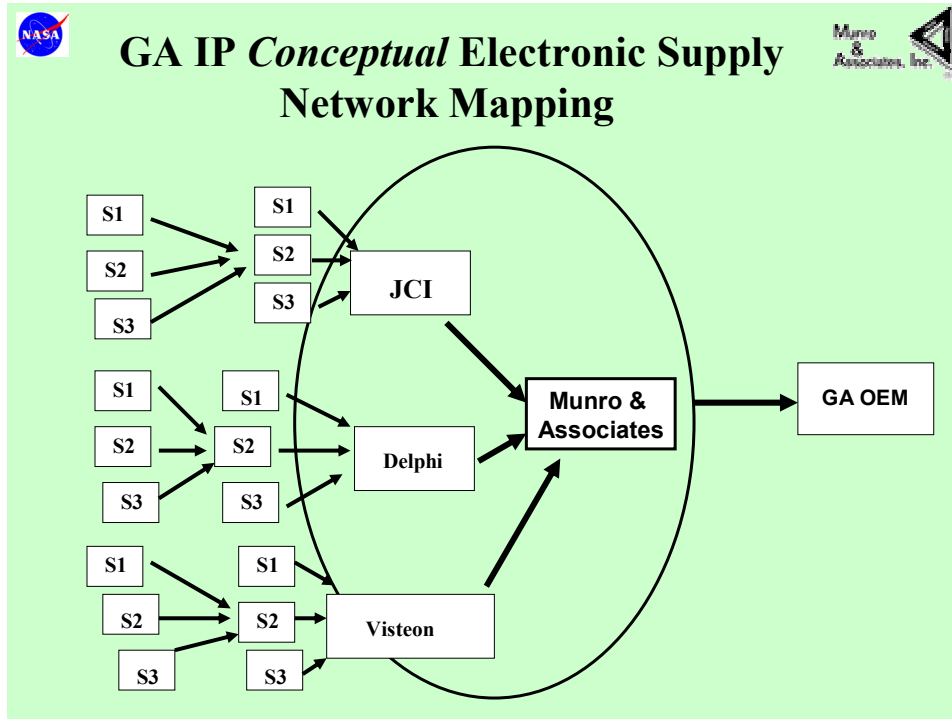 NASA
GA IP Conceptual Electronic Supply
Network Mapping
Munro
&
Associates, Inc.
S1
S2
S3
S1
S2
S3
JCI
S1
S2
S3
S1
S2
S3
Delphi
S1
S2
S3
S1
S2
S3
Visteon
Munro &
Associates
GA OEM